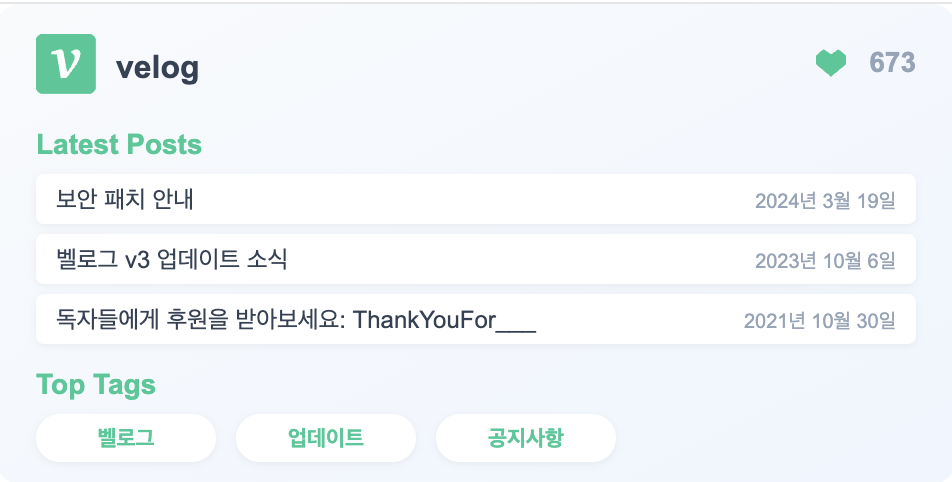 v velog
673
Latest Posts
보안 패치 안내 2024년 3월 19일
벨로그 v3 업데이트 소식 2023년 10월 6일
독자들에게 후원을 받아보세요: ThankYouFor___ 2021년 10월 30일
Top Tags
벨로그 업데이트 공지사항